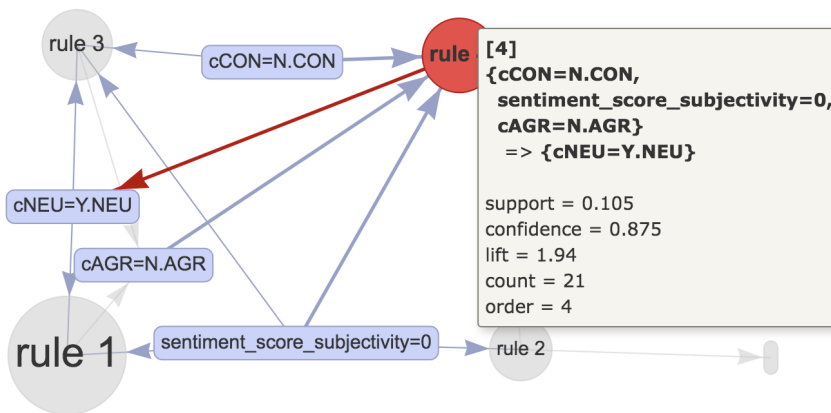 rule 3
cCON=N.CON
rule
[4]
{cCON=N.CON,
sentiment_score_subjectivity=0,
cAGR=N.AGR}
=> {cNEU=Y.NEU}
support = 0.105
confidence = 0.875
lift = 1.94
count = 21
order = 4
cNEU=Y.NEU
cAGR=N.AGR
rule 1
sentiment_score_subjectivity=0
rule 2